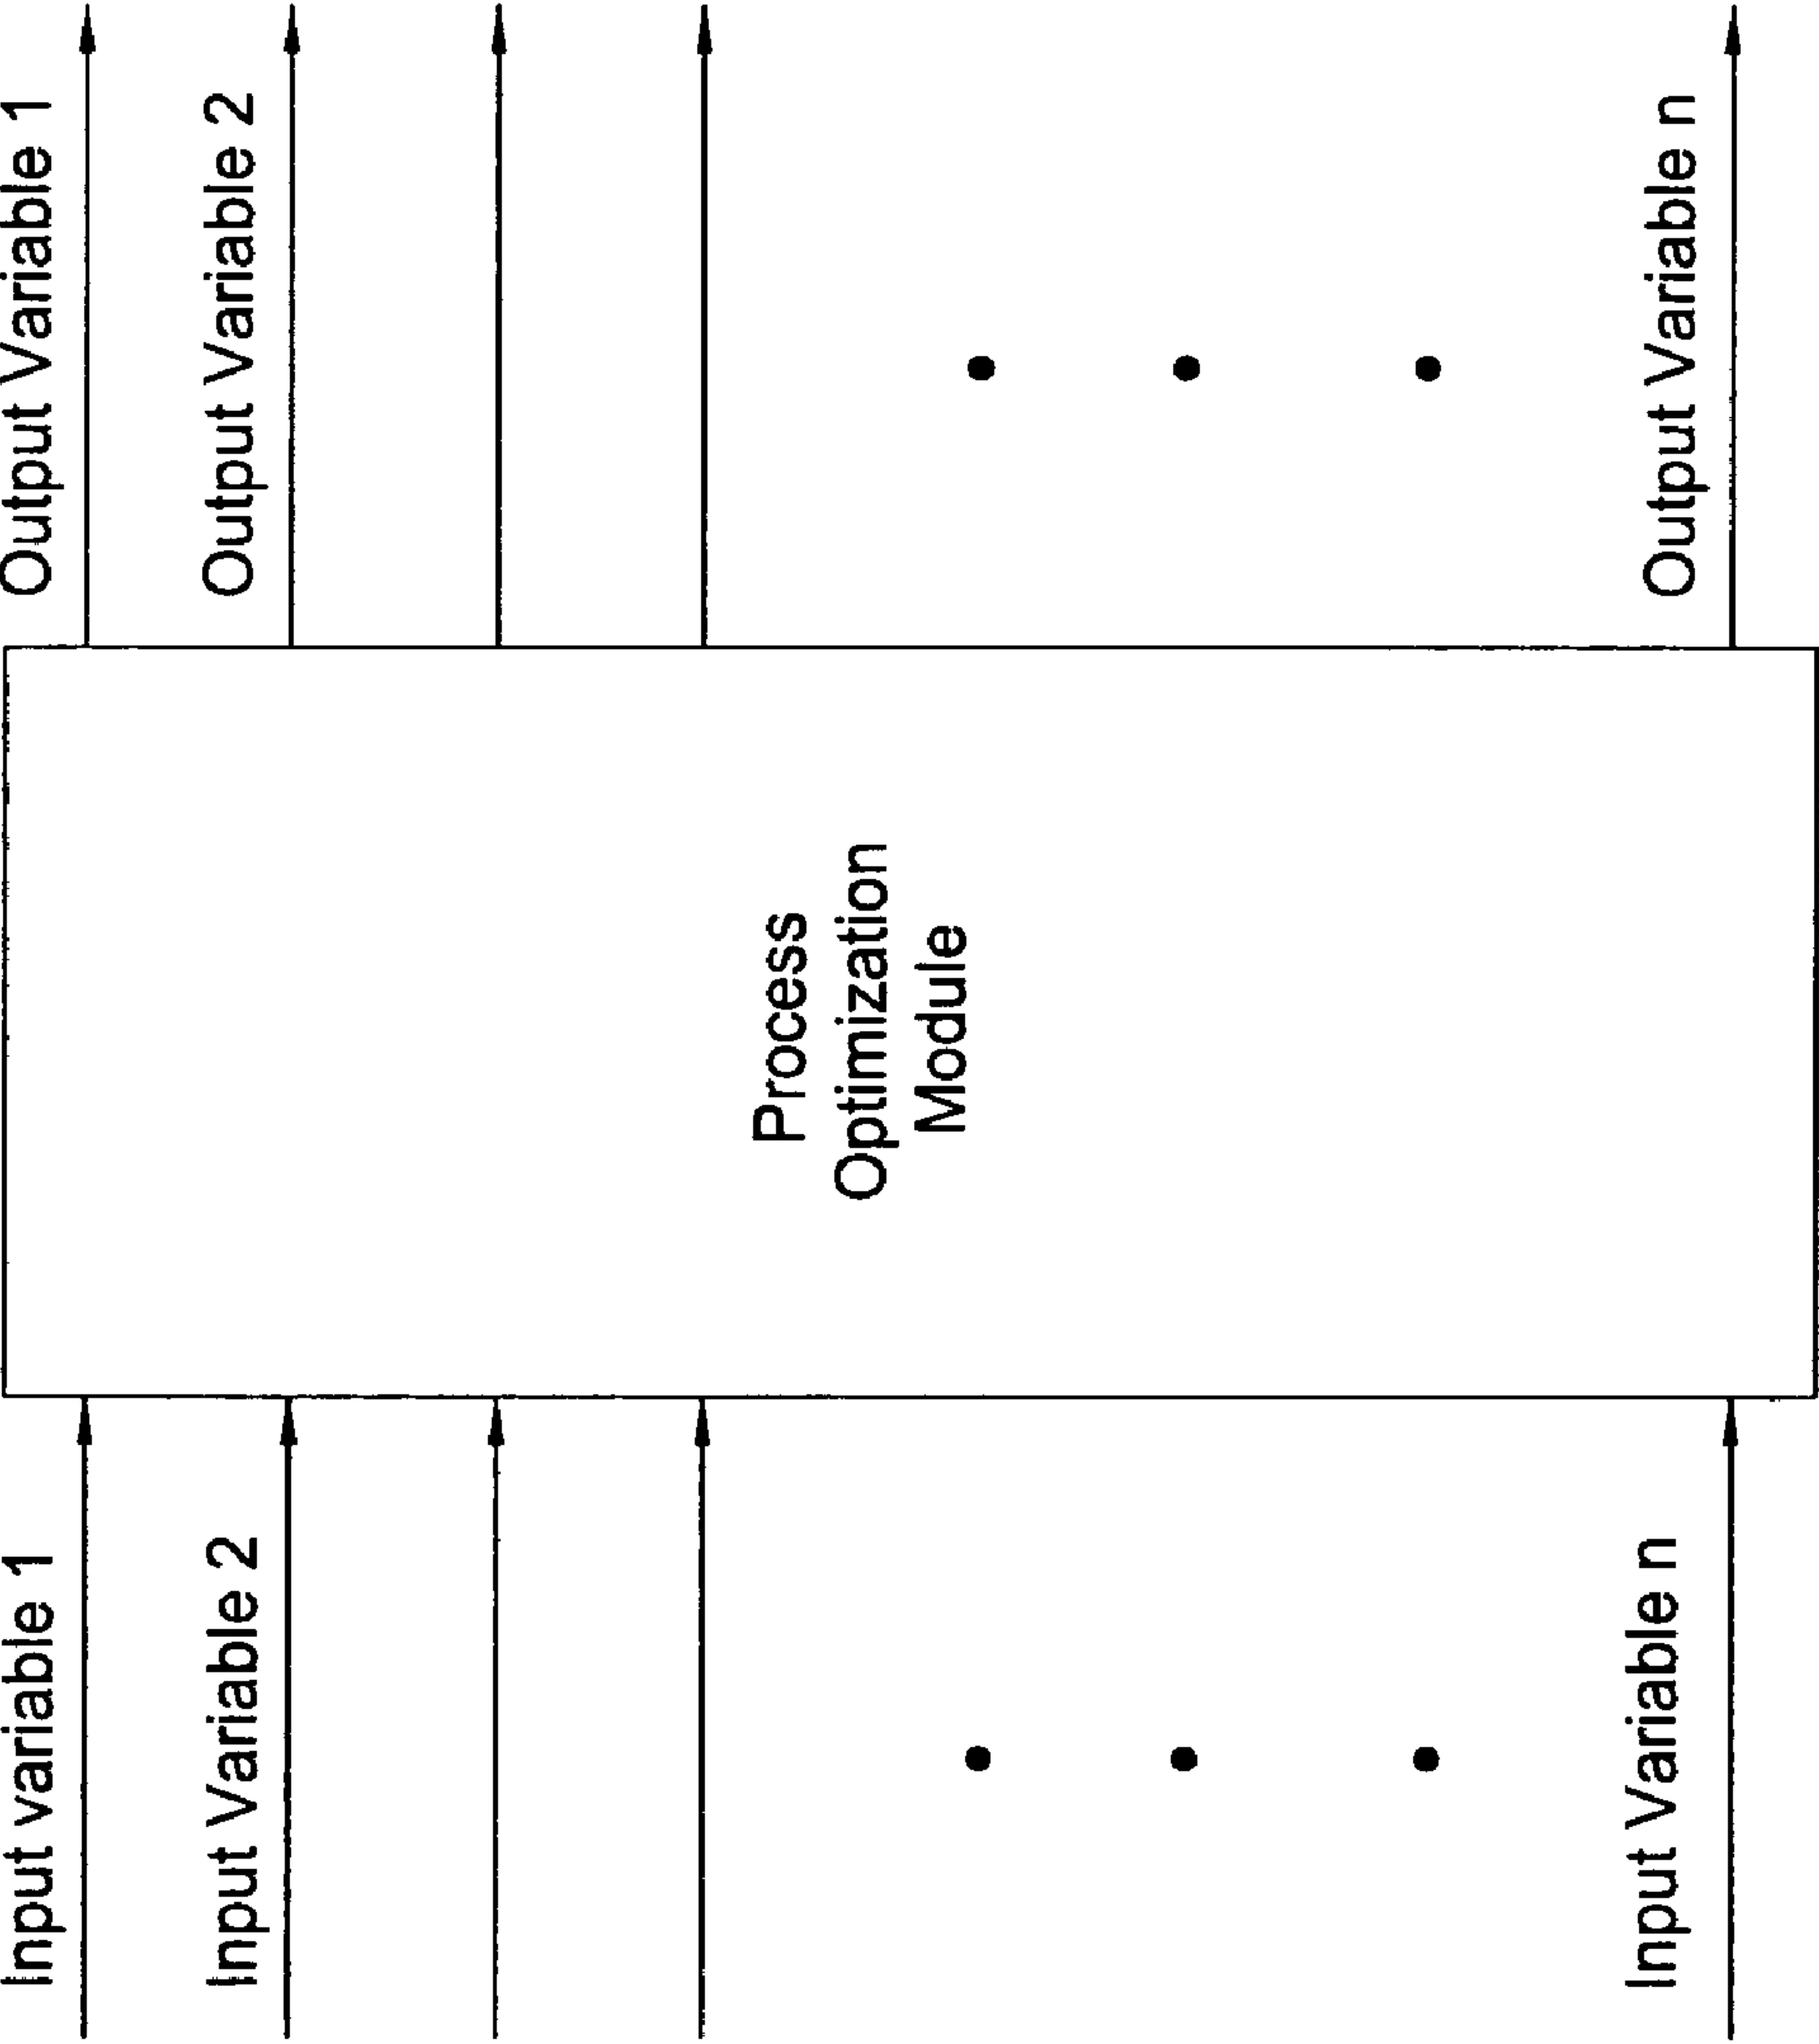 Input variable 1
Input Variable 2
Input Variable n
Process
Optimization
Module
Output Variable 1
Output Variable 2
Output Variable n